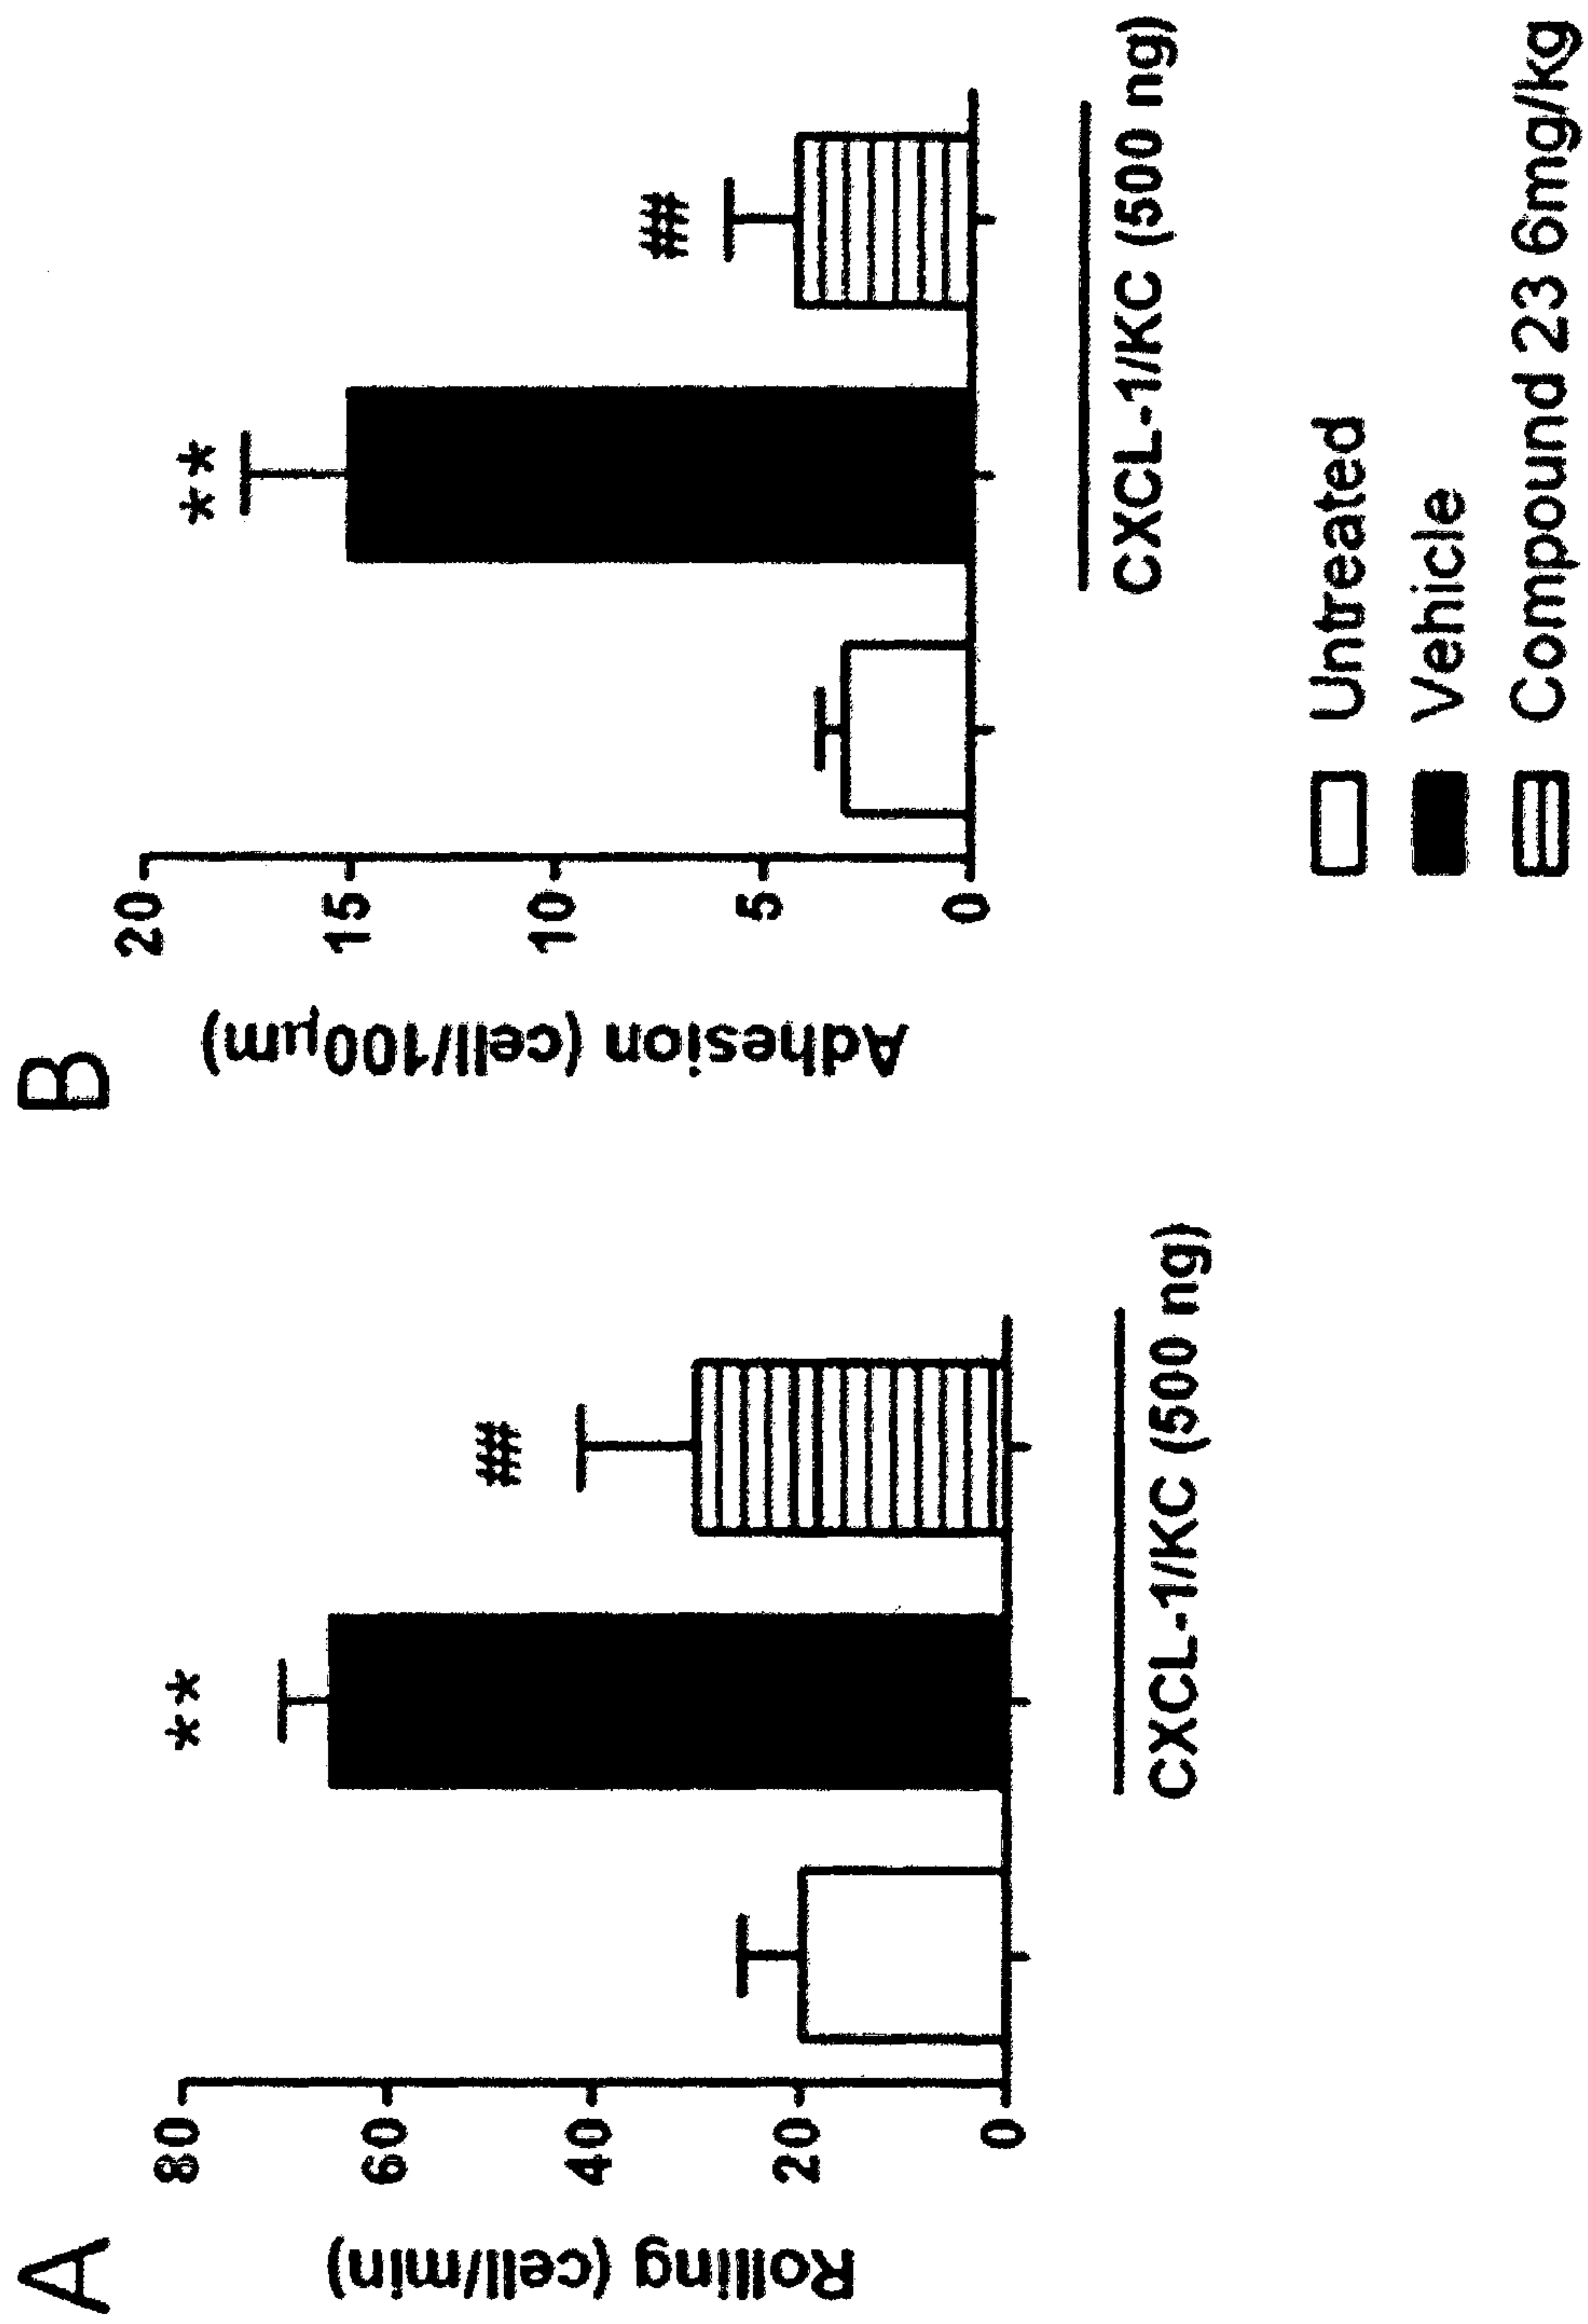 A
Rolling (cell/min)
80
60
40
20
0
**
##
CXCL-1/KC (500 ng)
B
Adhesion (cell/100µm)
20
15
10
5
0
**
##
CXCL-1/KC (500 ng)
Untreated
Vehicle
Compound 23 6mg/kg